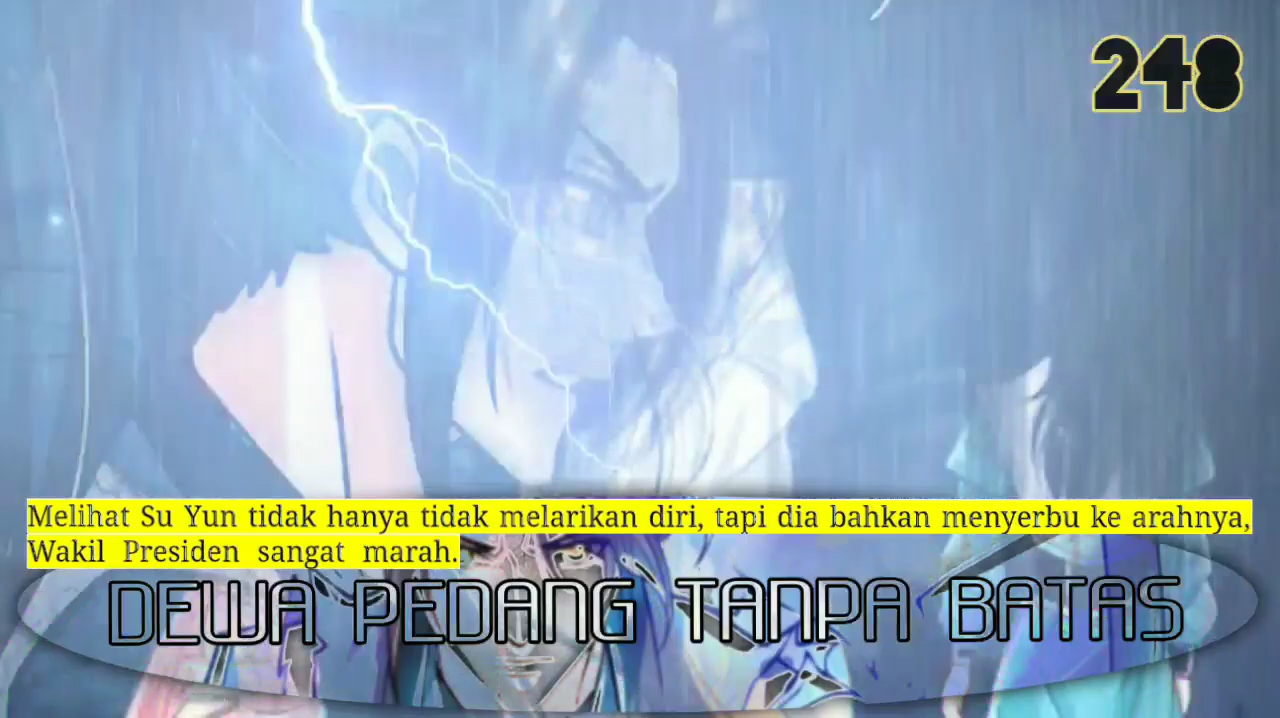 248
Melihat Su Yun tidak hanya tidak melarikan diri, tapi dia bahkan menyerbu ke arahnya,
Wakil Presiden sangat marah.
DEWA PEDANG TANPA BATAS